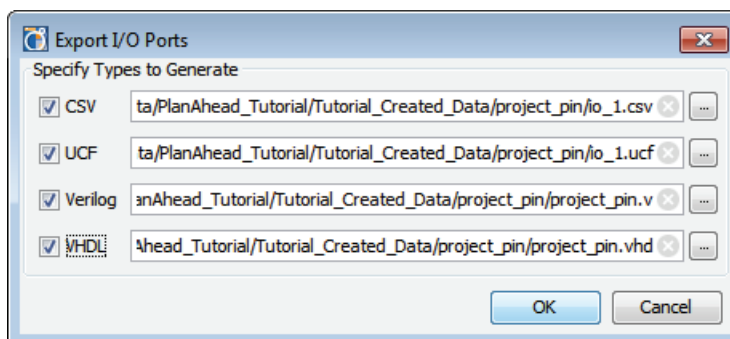 Export I/O Ports
Specify Types to Generate
CSV ta/PlanAhead_Tutorial/Tutorial_Created_Data/project_pin/io_1.csv ...
UCF ta/PlanAhead_Tutorial/Tutorial_Created_Data/project_pin/io_1.ucf ...
Verilog anAhead_Tutorial/Tutorial_Created_Data/project_pin/project_pin.v ...
VHDL Ahead_Tutorial/Tutorial_Created_Data/project_pin/project_pin.vhd ...
OK Cancel